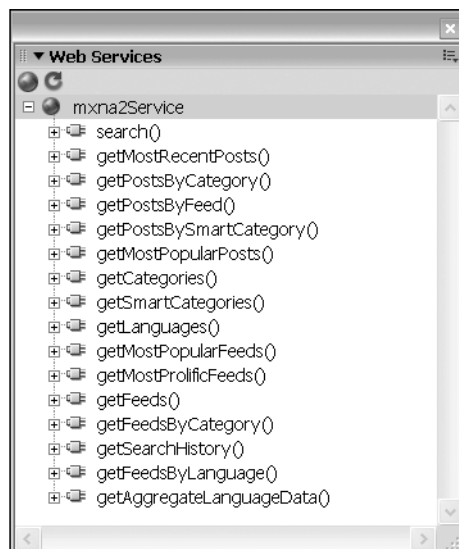 Web Services
mxna2Service
search()
getMostRecentPosts()
getPostsByCategory()
getPostsByFeed()
getPostsBySmartCategory()
getMostPopularPosts()
getCategories()
getSmartCategories()
getLanguages()
getMostPopularFeeds()
getMostProlificFeeds()
getFeeds()
getFeedsByCategory()
getSearchHistory()
getFeedsByLanguage()
getAggregateLanguageData()